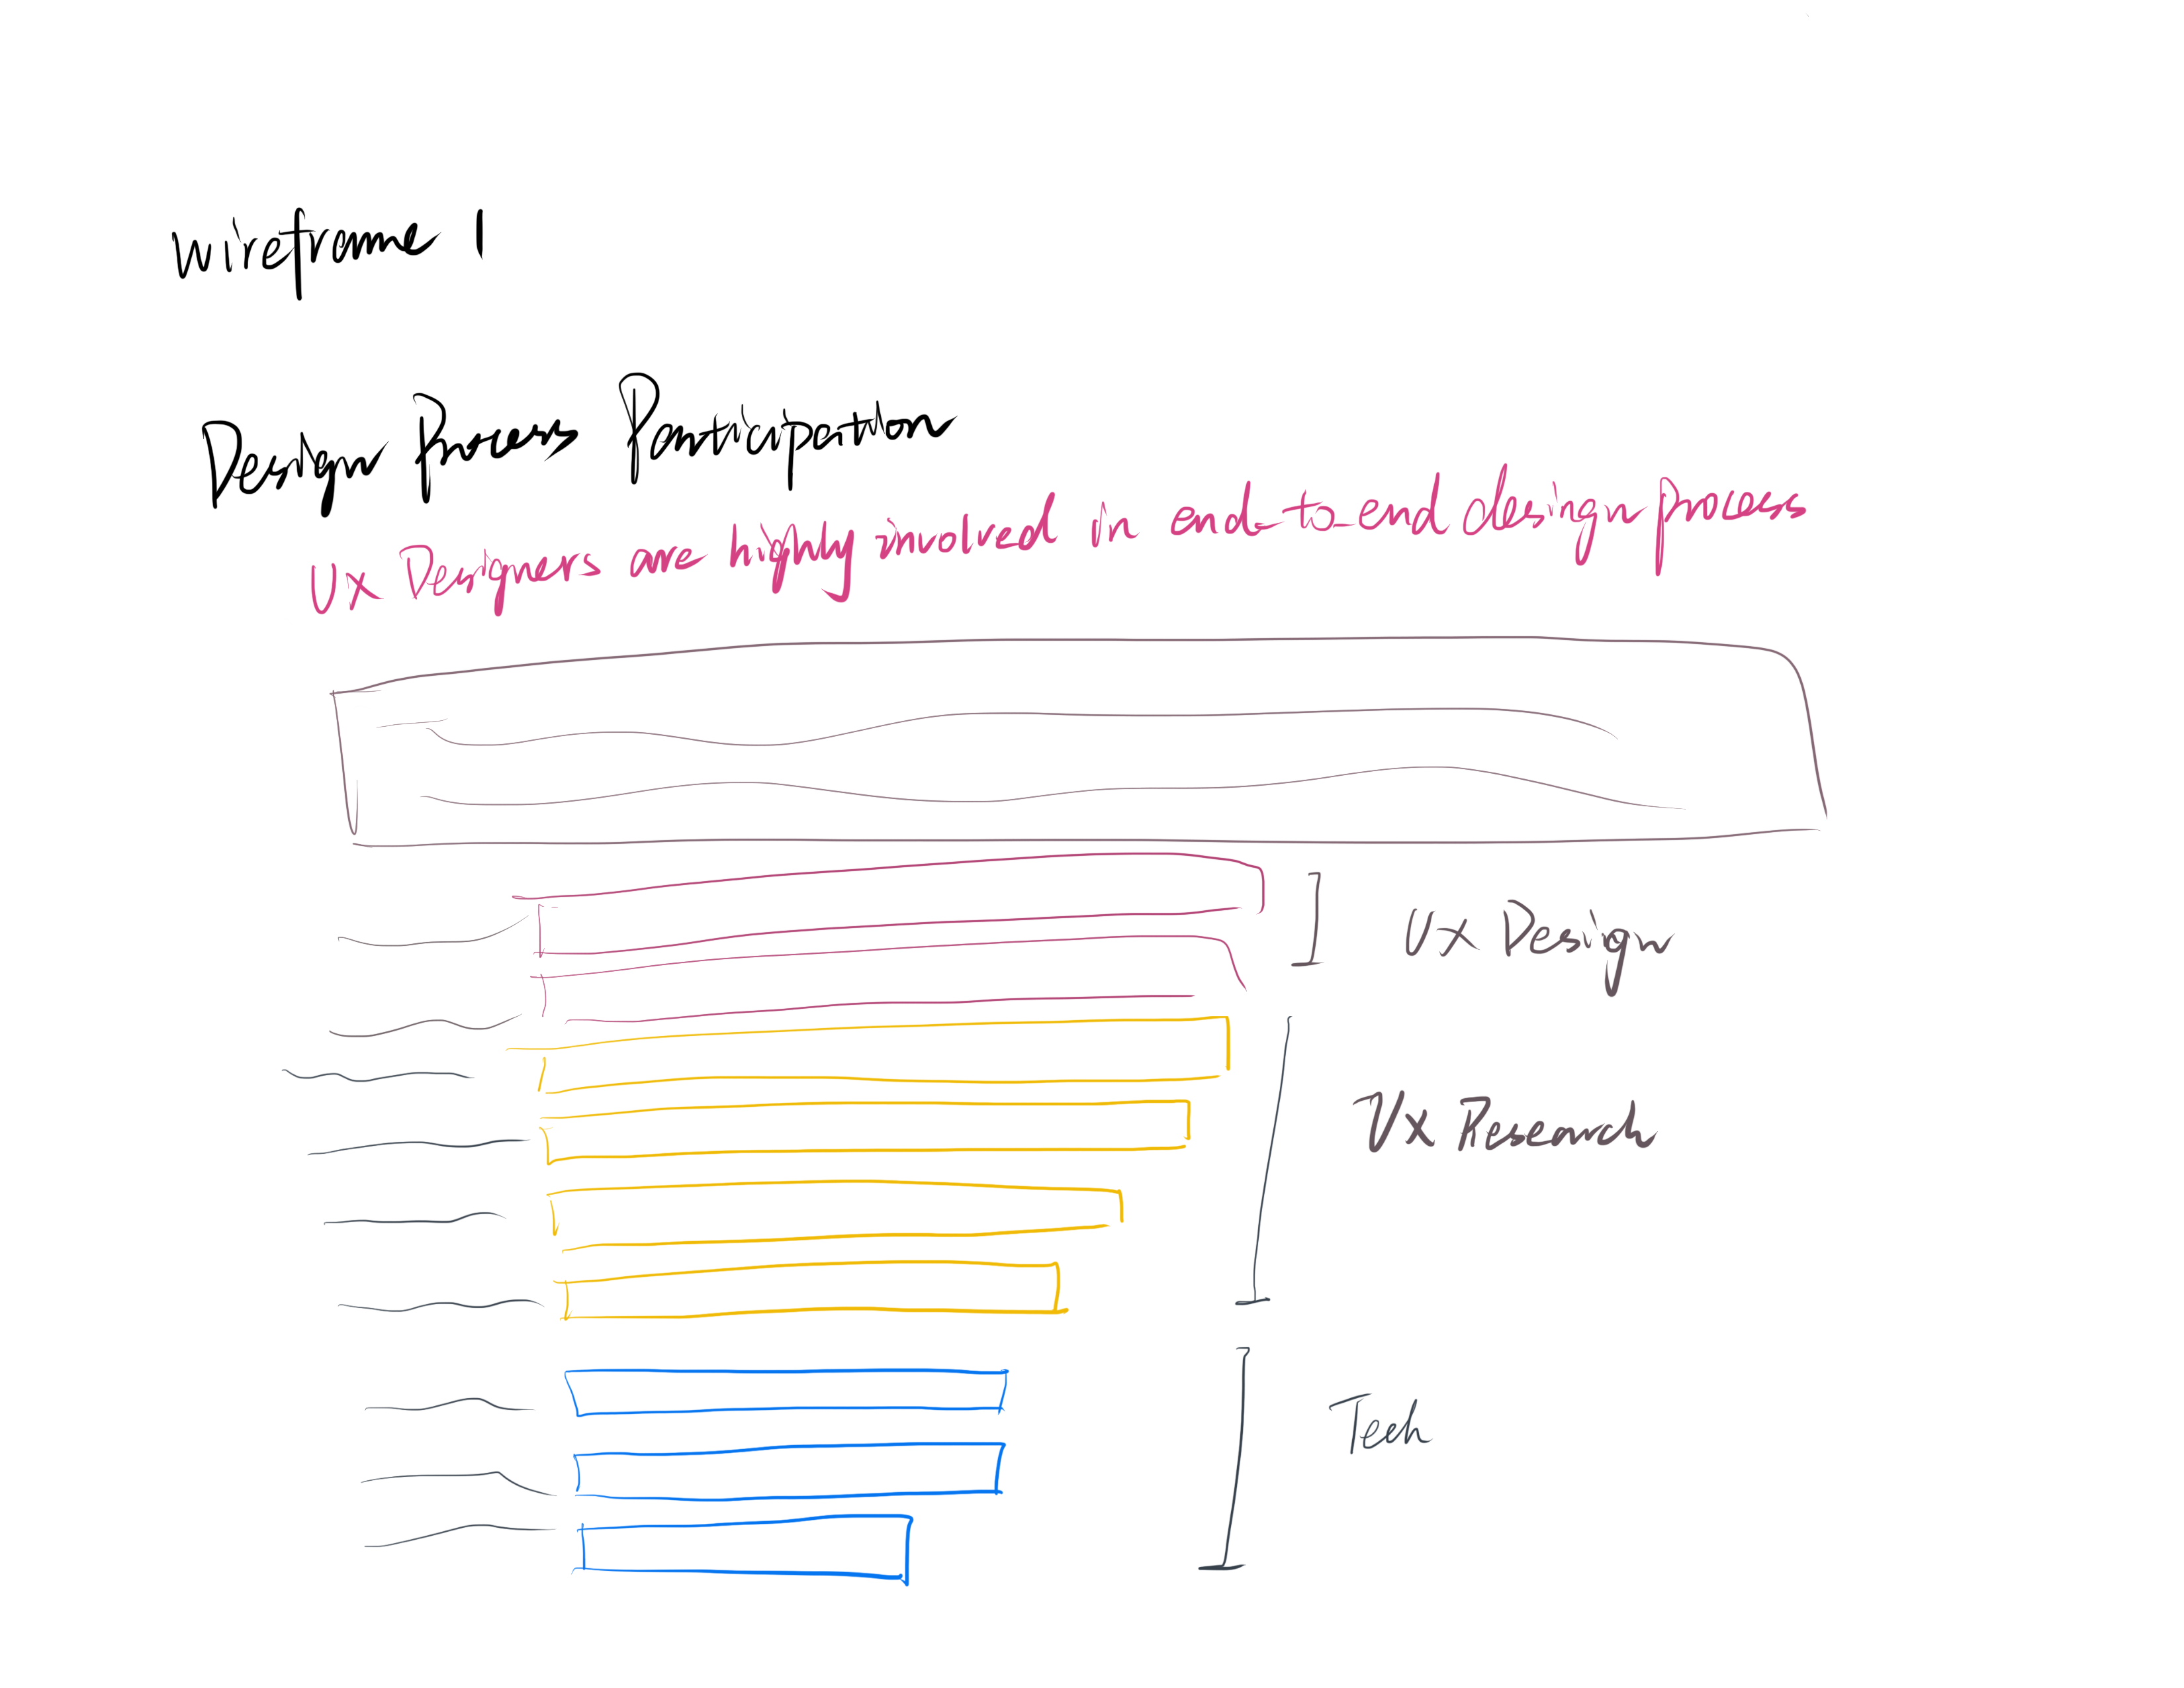 Wireframe 1
Design Process Participation
UX Designers are highly involved in end-to-end design process
UX Design
UX Research
Tech